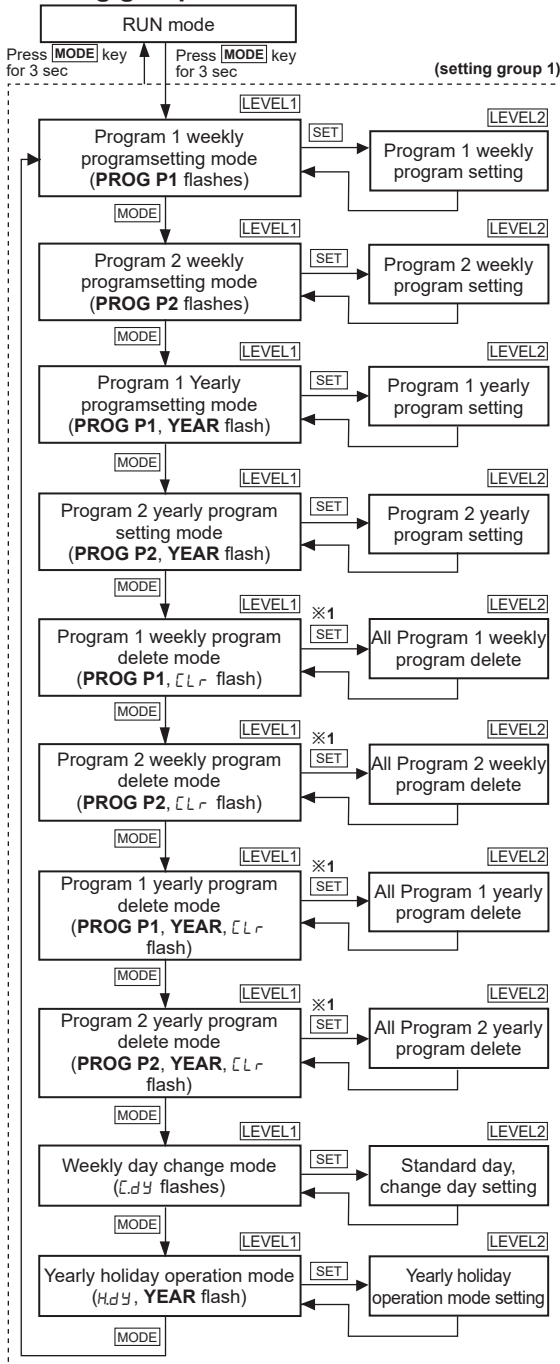 RUN mode
Press MODE key for 3 sec
Press MODE key for 3 sec
(setting group 1)
LEVEL1
Program 1 weekly
programsetting mode
(PROG P1 flashes)
SET
LEVEL2
Program 1 weekly
program setting
MODE
LEVEL1
Program 2 weekly
programsetting mode
(PROG P2 flashes)
SET
LEVEL2
Program 2 weekly
program setting
MODE
LEVEL1
Program 1 Yearly
programsetting mode
(PROG P1, YEAR flash)
SET
LEVEL2
Program 1 yearly
program setting
MODE
LEVEL1
Program 2 yearly program
setting mode
(PROG P2, YEAR flash)
SET
LEVEL2
Program 2 yearly
program setting
MODE
LEVEL1
Program 1 weekly program
delete mode
(PROG P1, CLr flash)
※1
SET
LEVEL2
All Program 1 weekly
program delete
MODE
LEVEL1
Program 2 weekly program
delete mode
(PROG P2, CLr flash)
※1
SET
LEVEL2
All Program 2 weekly
program delete
MODE
LEVEL1
Program 1 yearly program
delete mode
(PROG P1, YEAR, CLr
flash)
※1
SET
LEVEL2
All Program 1 yearly
program delete
MODE
LEVEL1
Program 2 yearly program
delete mode
(PROG P2, YEAR, CLr
flash)
※1
SET
LEVEL2
All Program 2 yearly
program delete
MODE
LEVEL1
Weekly day change mode
(C.dY flashes)
SET
LEVEL2
Standard day,
change day setting
MODE
LEVEL1
Yearly holiday operation mode
(H.dY, YEAR flash)
SET
LEVEL2
Yearly holiday
operation mode setting
MODE